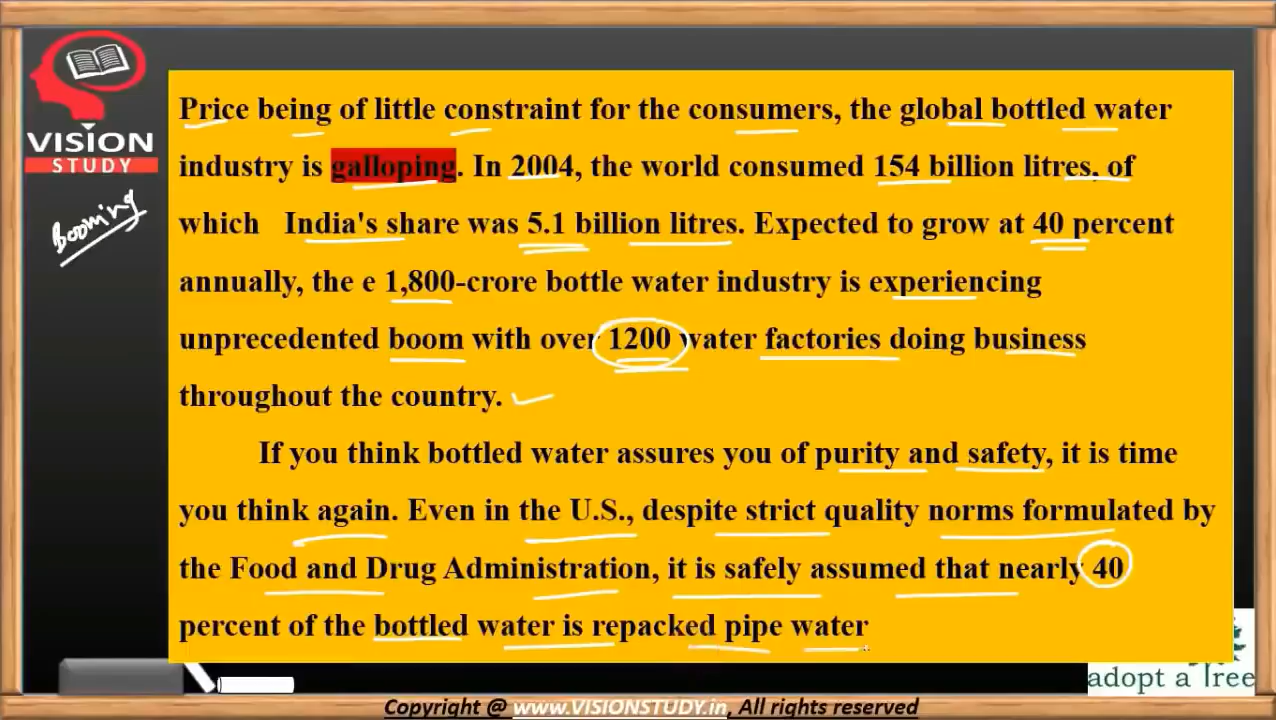 VISION
STUDY
Booming
Price being of little constraint for the consumers, the global bottled water
industry is galloping. In 2004, the world consumed 154 billion litres, of
which India's share was 5.1 billion litres. Expected to grow at 40 percent
annually, the e 1,800-crore bottle water industry is experiencing
unprecedented boom with over 1200 water factories doing business
throughout the country.
If you think bottled water assures you of purity and safety, it is time
you think again. Even in the U.S., despite strict quality norms formulated by
the Food and Drug Administration, it is safely assumed that nearly 40
percent of the bottled water is repacked pipe water
adopt a Tree
Copyright @ www.VISIONSTUDY.in, All rights reserved